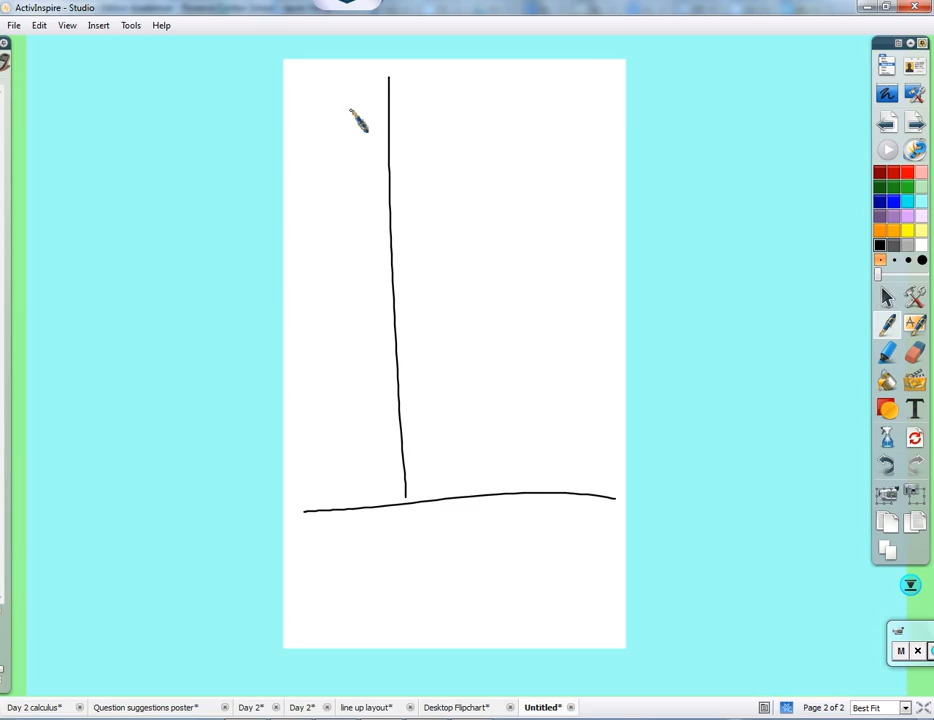 ActivInspire - Studio
File Edit View Insert Tools Help
A
T
M
Day 2 calculus* Question suggestions poster* Day 2* Day 2* line up layout* Desktop Flipchart* Untitled* Page 2 of 2 Best Fit